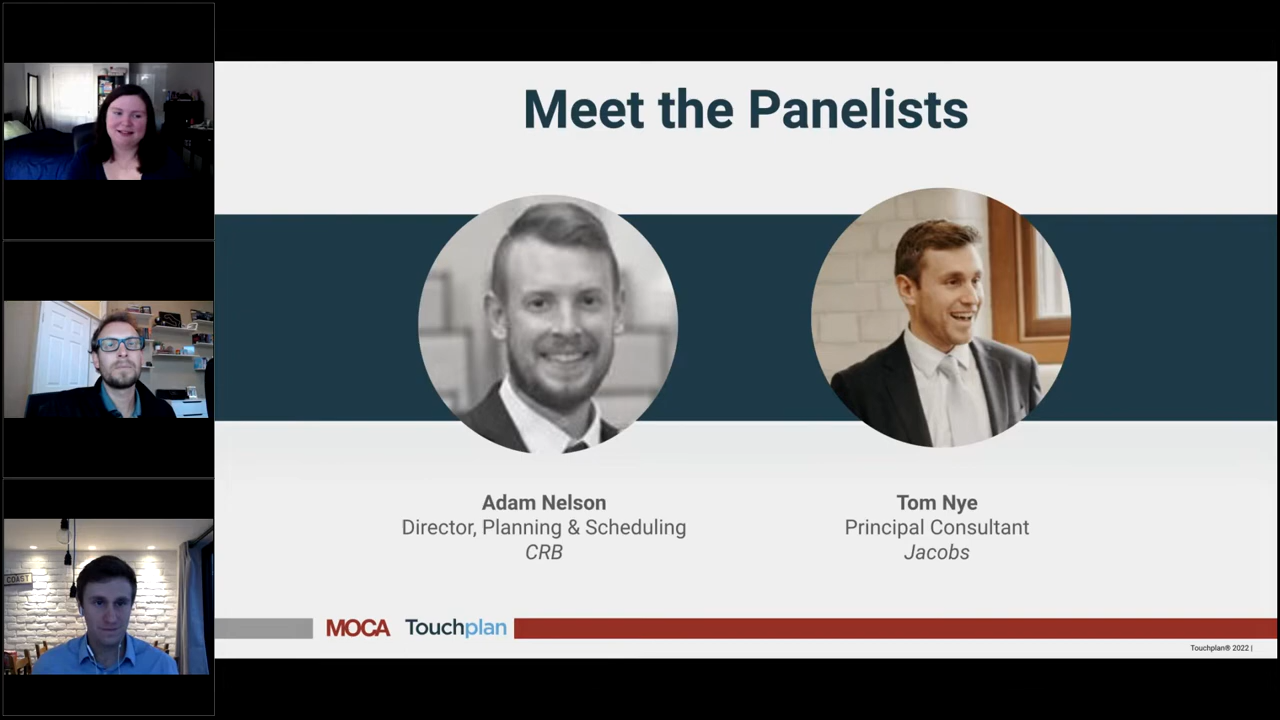 Meet the Panelists
Adam Nelson
Director, Planning & Scheduling
CRB
Tom Nye
Principal Consultant
Jacobs
MOCA Touchplan
Touchplan® 2022 |
COAST